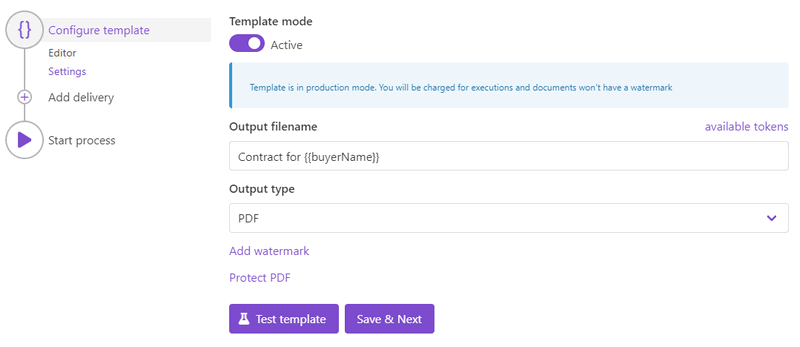 Configure template
Editor
Settings
Add delivery
Start process
Template mode
Active
Template is in production mode. You will be charged for executions and documents won't have a watermark
Output filename
available tokens
Contract for {{buyerName}}
Output type
PDF
Add watermark
Protect PDF
Test template
Save & Next